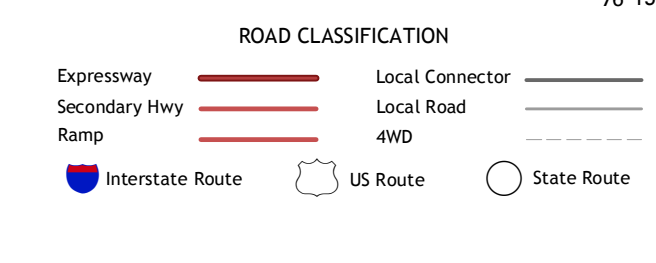 ROAD CLASSIFICATION
Expressway
Local Connector
Secondary Hwy
Local Road
Ramp
4WD
Interstate Route
US Route
State Route